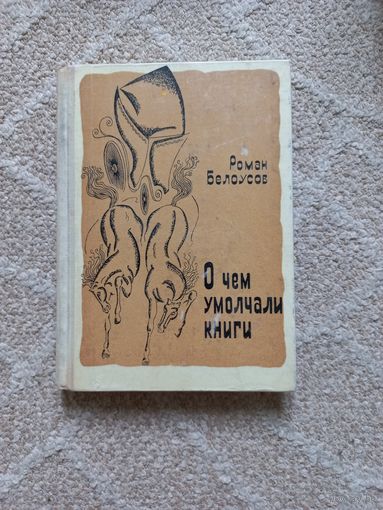 Роман
Белоусов
О чем
умолчали
книги